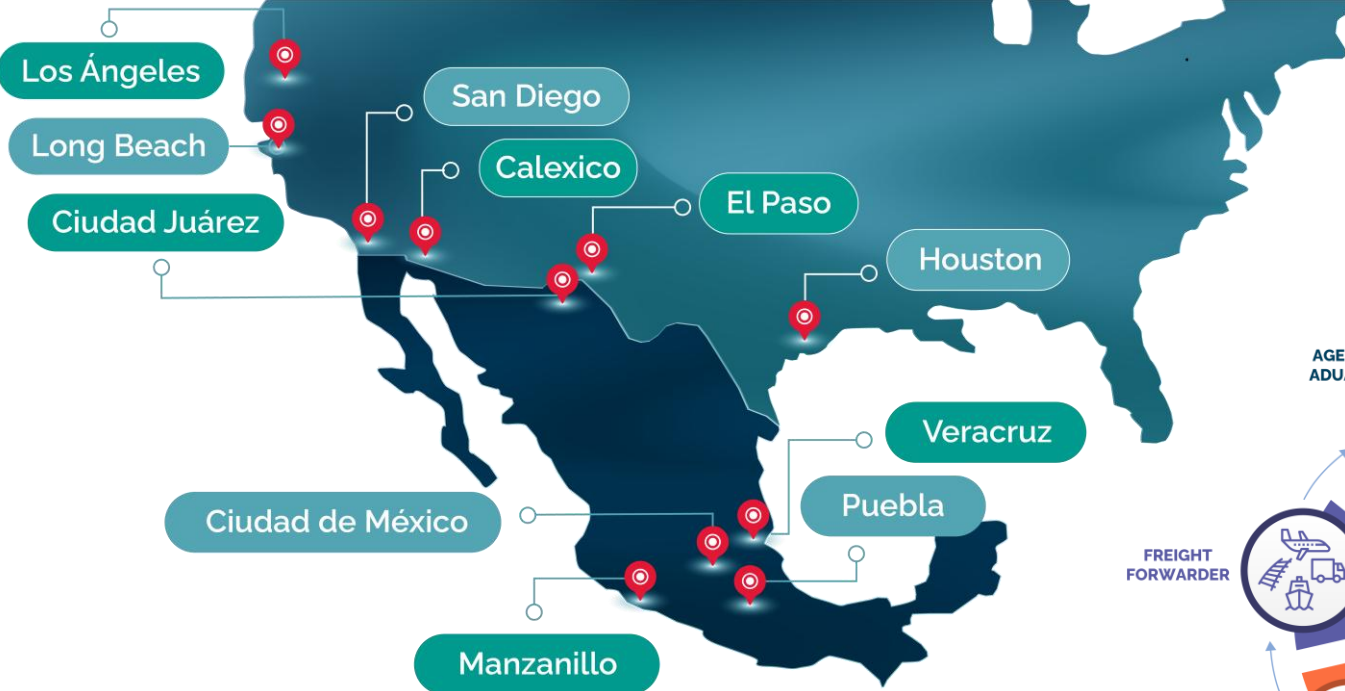 Los Ángeles
San Diego
Long Beach
Calexico
El Paso
Ciudad Juárez
Houston
Veracruz
Puebla
Ciudad de México
Manzanillo
FREIGHT
FORWARDER